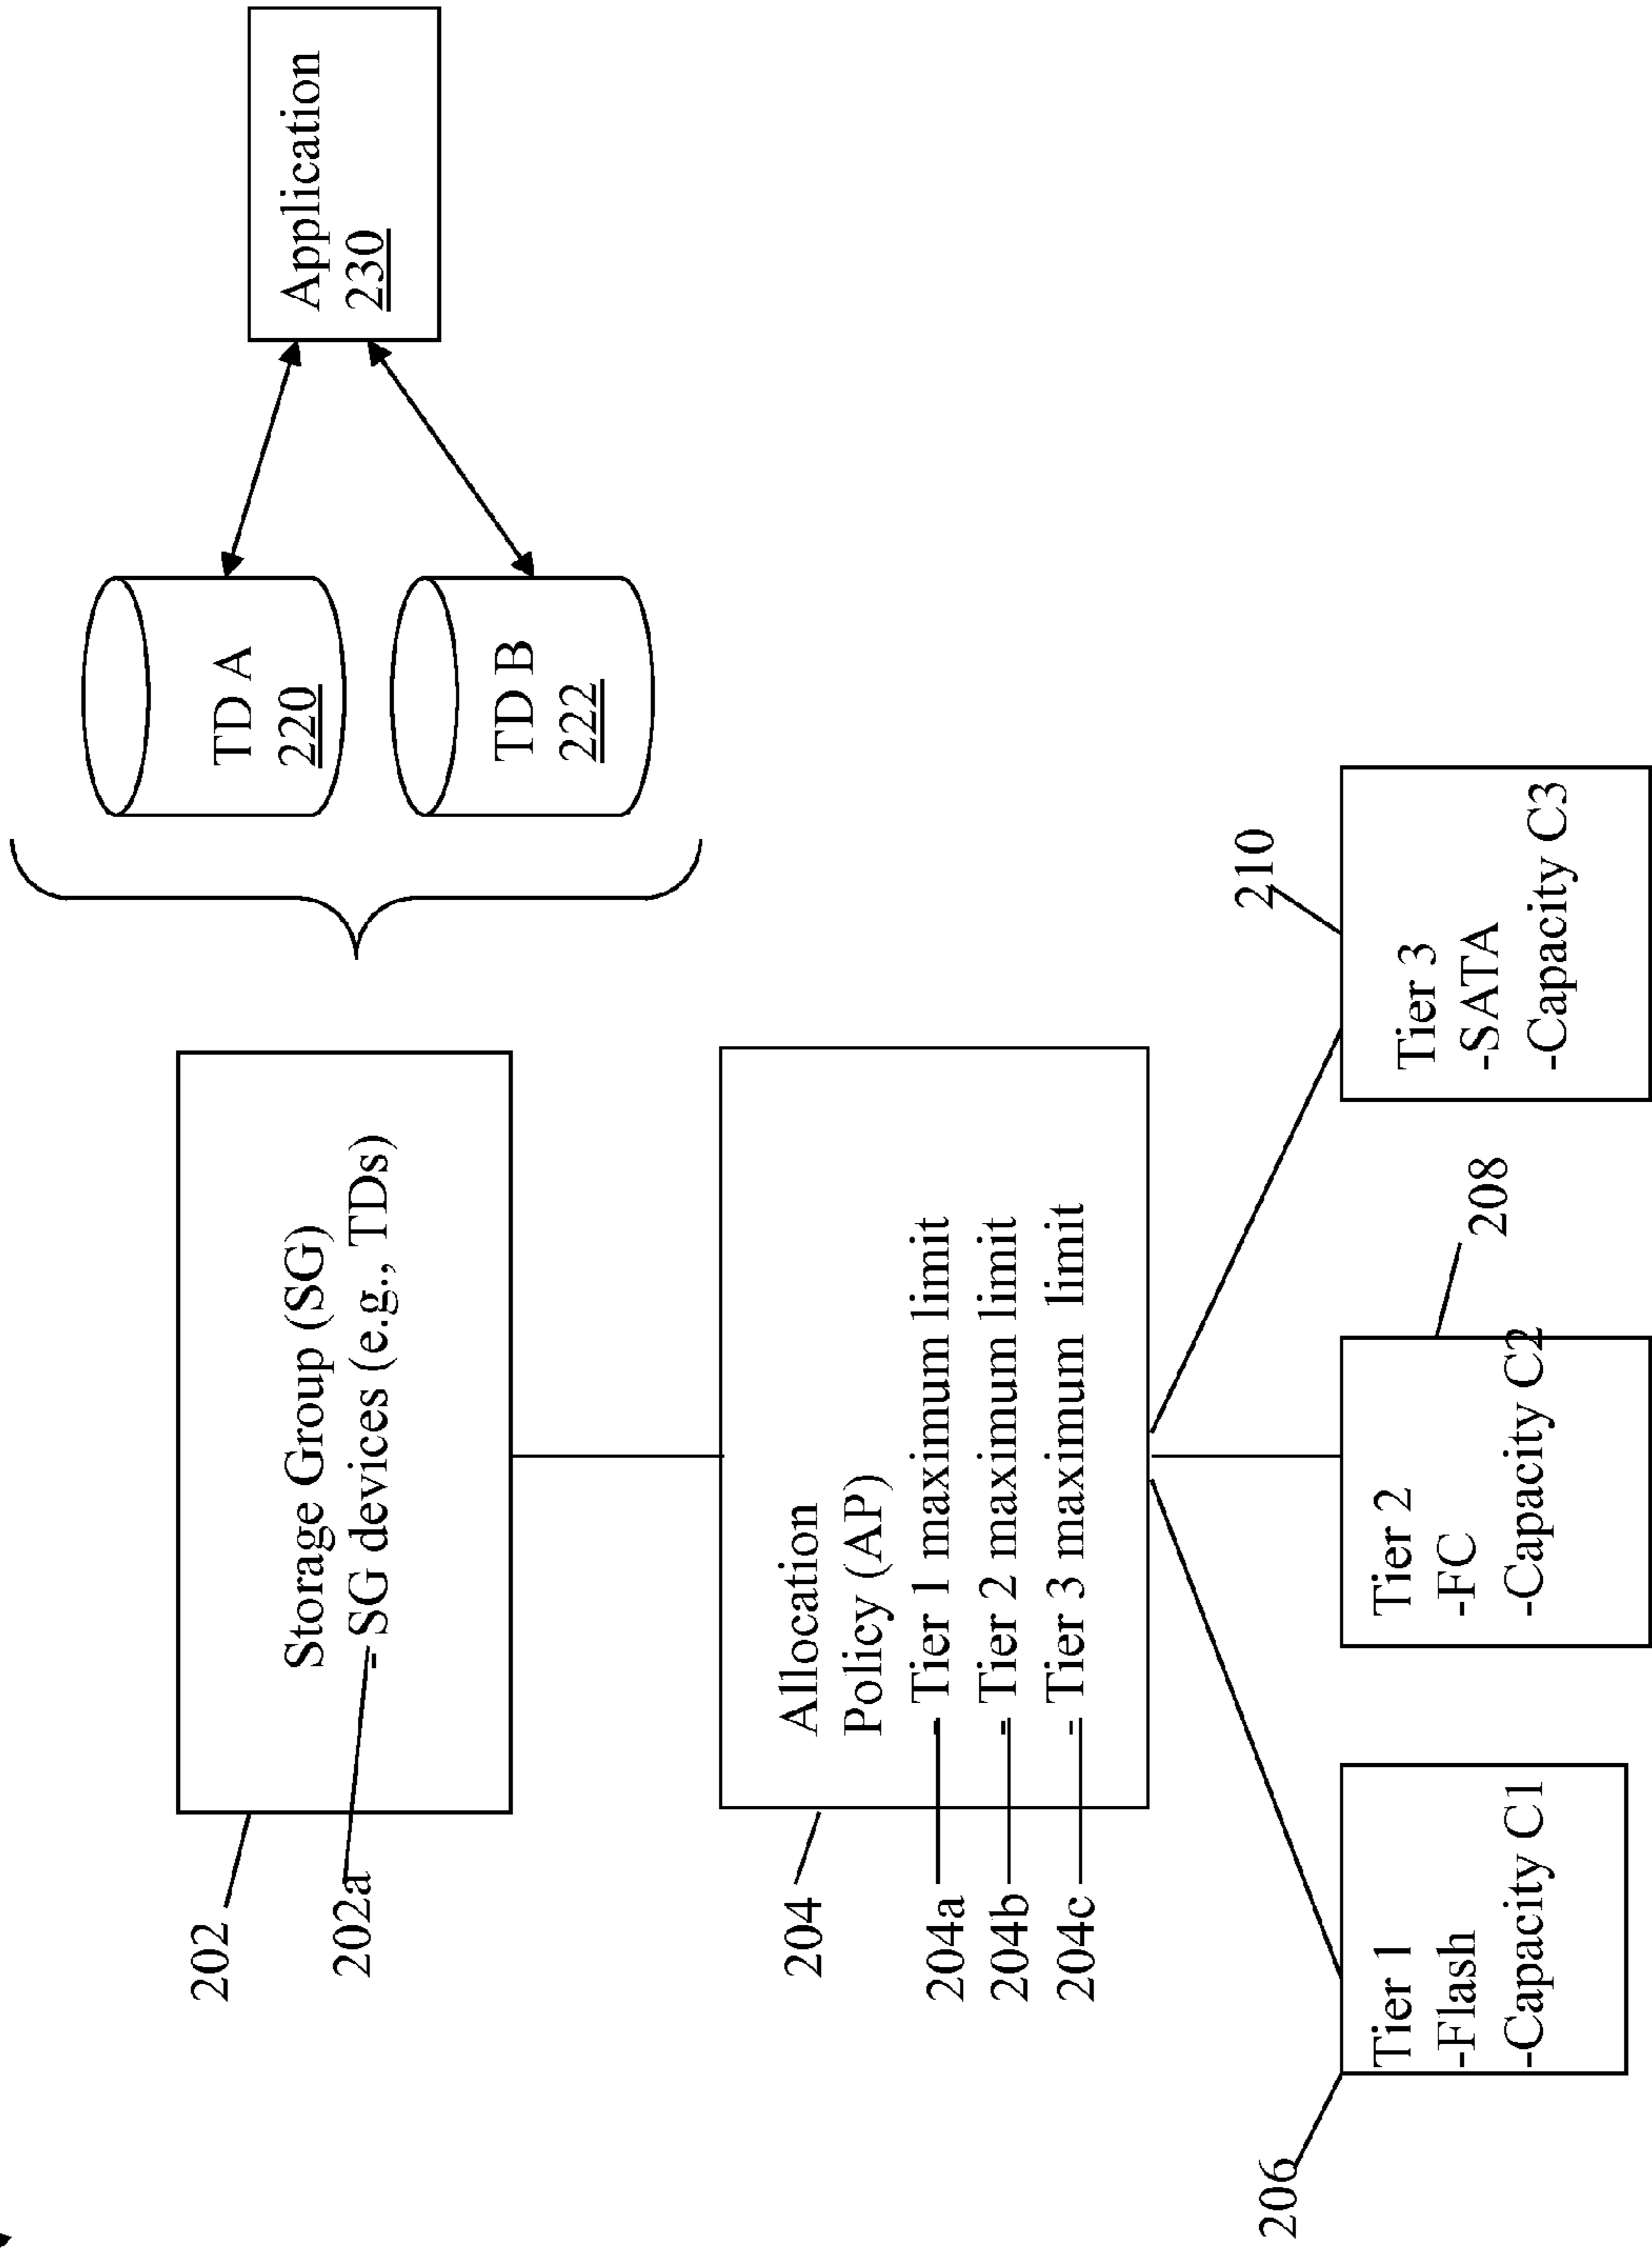 202
Storage Group (SG)
202a
- SG devices (e.g., TDs)
TD A
220
TD B
222
Application
230
204
Allocation
Policy (AP)
204a
- Tier 1 maximum limit
204b
- Tier 2 maximum limit
204c
- Tier 3 maximum limit
206
Tier 1
-Flash
-Capacity C1
Tier 2
-FC
-Capacity C2
208
210
Tier 3
-SATA
-Capacity C3